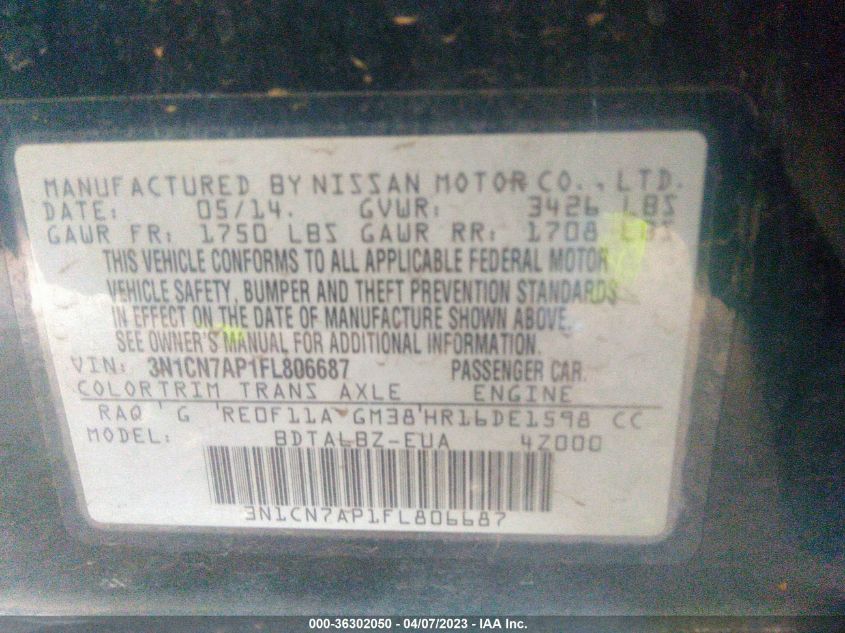 MANUFACTURED BY NISSAN MOTOR CO., LTD.
DATE: 05/14. GVWR: 3426 LBS
GAWR FR: 1750 LBS GAWR RR: 1708 LBS
THIS VEHICLE CONFORMS TO ALL APPLICABLE FEDERAL MOTOR
VEHICLE SAFETY, BUMPER AND THEFT PREVENTION STANDARDS
IN EFFECT ON THE DATE OF MANUFACTURE SHOWN ABOVE.
SEE OWNER'S MANUAL FOR ADDITIONAL INFORMATION.
VIN: 3N1CN7AP1FL806687 PASSENGER CAR.
COLOR TRIM TRANS AXLE ENGINE
RAQ G RE0F11A GM38 HR16DE1598 CC
MODEL: BDTALBZ-EUA 4Z000
3N1CN7AP1FL806687
000-36302050 - 04/07/2023 - IAA Inc.